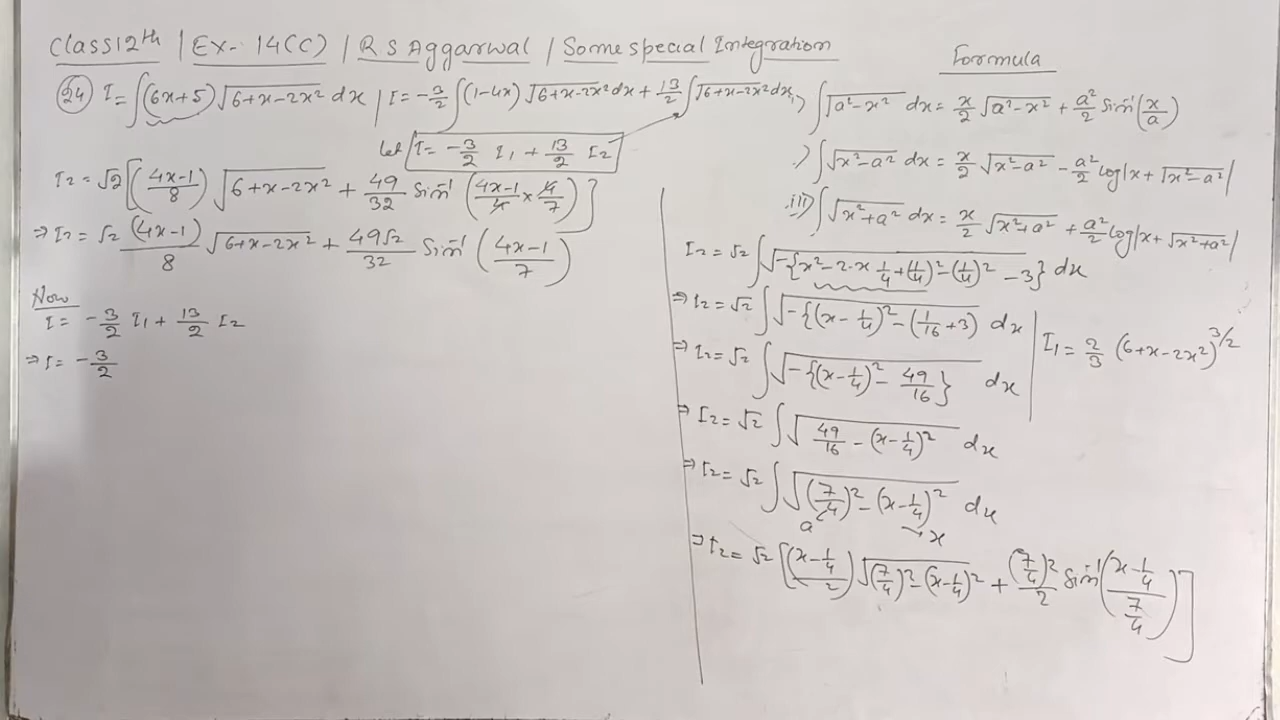 Class 12th / Ex- 14(C) / R S Aggarwal / Some special Integration
Formula
24 I = ∫(6x+5)√(6+x-2x²) dx | I = -3/2 ∫(1-4x) √(6+x-2x²) dx + 13/2 ∫√(6+x-2x²) dx
let I = -3/2 I₁ + 13/2 I₂
I₂ = √2 [((4x-1)/8) √(6+x-2x²) + 49/32 Sin⁻¹ ((4x-1)/4 × 4/7)]
⇒ I₂ = √2 (4x-1)/8 √(6+x-2x²) + 49√2/32 Sin⁻¹ ((4x-1)/7)
Now
I = -3/2 I₁ + 13/2 I₂
⇒ I = -3/2
i) ∫√(a²-x²) dx = x/2 √(a²-x²) + a²/2 Sin⁻¹(x/a)
ii) ∫√(x²-a²) dx = x/2 √(x²-a²) - a²/2 log|x + √(x²-a²)|
iii) ∫√(x²+a²) dx = x/2 √(x²+a²) + a²/2 log|x + √(x²+a²)|
I₂ = √2 ∫√(-{x²-2·x 1/4 + (1/4)² - (1/4)² - 3}) dx
⇒ I₂ = √2 ∫√(-{(x-1/4)² - (1/16+3)}) dx
⇒ I₂ = √2 ∫√(-{(x-1/4)² - 49/16}) dx
I₁ = 2/3 (6+x-2x²)^3/2
⇒ I₂ = √2 ∫√(49/16 - (x-1/4)²) dx
⇒ I₂ = √2 ∫√((7/4)² - (x-1/4)²) dx
a → x
⇒ I₂ = √2 [(x-1/4)/2 √((7/4)² - (x-1/4)²) + (7/4)²/2 Sin⁻¹((x-1/4)/(7/4))]